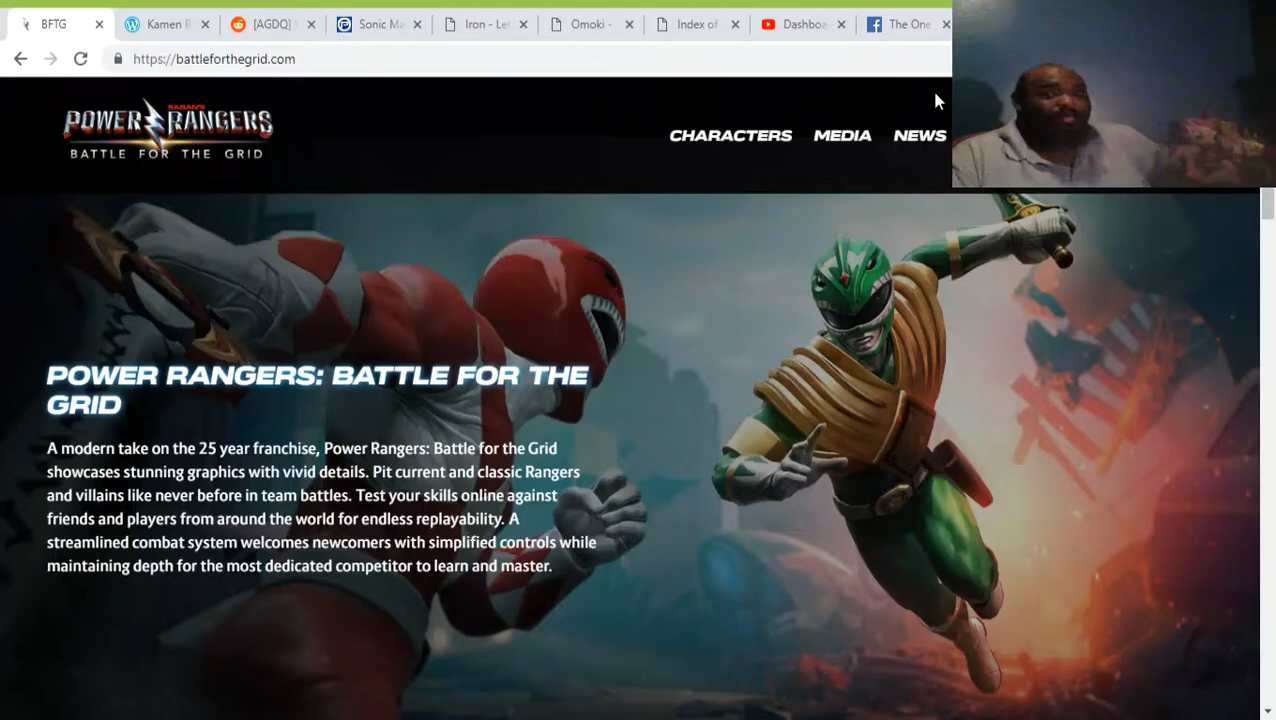 BFTG
Kamen R
[AGDQ]
Sonic Ma
Iron - Let
Omoki -
Index of
Dashboa
The One
https://battleforthegrid.com
SABAN'S
POWER RANGERS
BATTLE FOR THE GRID
CHARACTERS MEDIA NEWS
POWER RANGERS: BATTLE FOR THE
GRID
A modern take on the 25 year franchise, Power Rangers: Battle for the Grid
showcases stunning graphics with vivid details. Pit current and classic Rangers
and villains like never before in team battles. Test your skills online against
friends and players from around the world for endless replayability. A
streamlined combat system welcomes newcomers with simplified controls while
maintaining depth for the most dedicated competitor to learn and master.